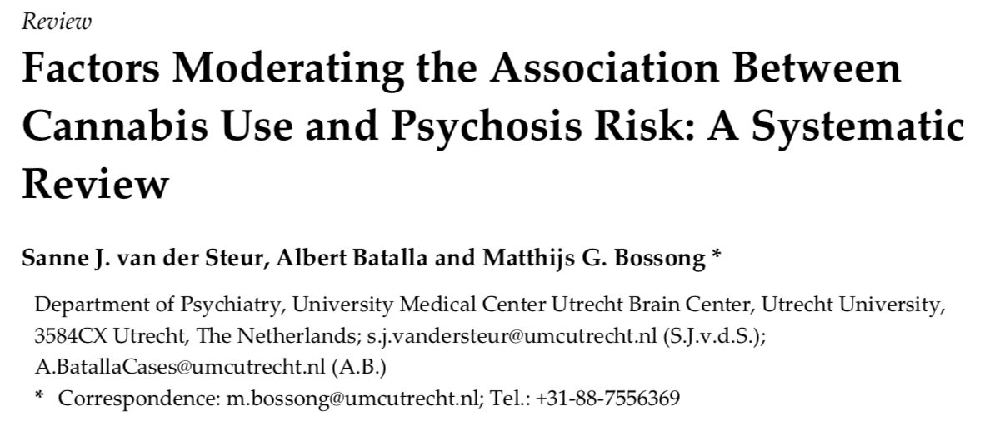 Review
Factors Moderating the Association Between
Cannabis Use and Psychosis Risk: A Systematic
Review
Sanne J. van der Steur, Albert Batalla and Matthijs G. Bossong *
Department of Psychiatry, University Medical Center Utrecht Brain Center, Utrecht University,
3584CX Utrecht, The Netherlands; s.j.vandersteur@umcutrecht.nl (S.J.v.d.S.);
A.BatallaCases@umcutrecht.nl (A.B.)
* Correspondence: m.bossong@umcutrecht.nl; Tel.: +31-88-7556369